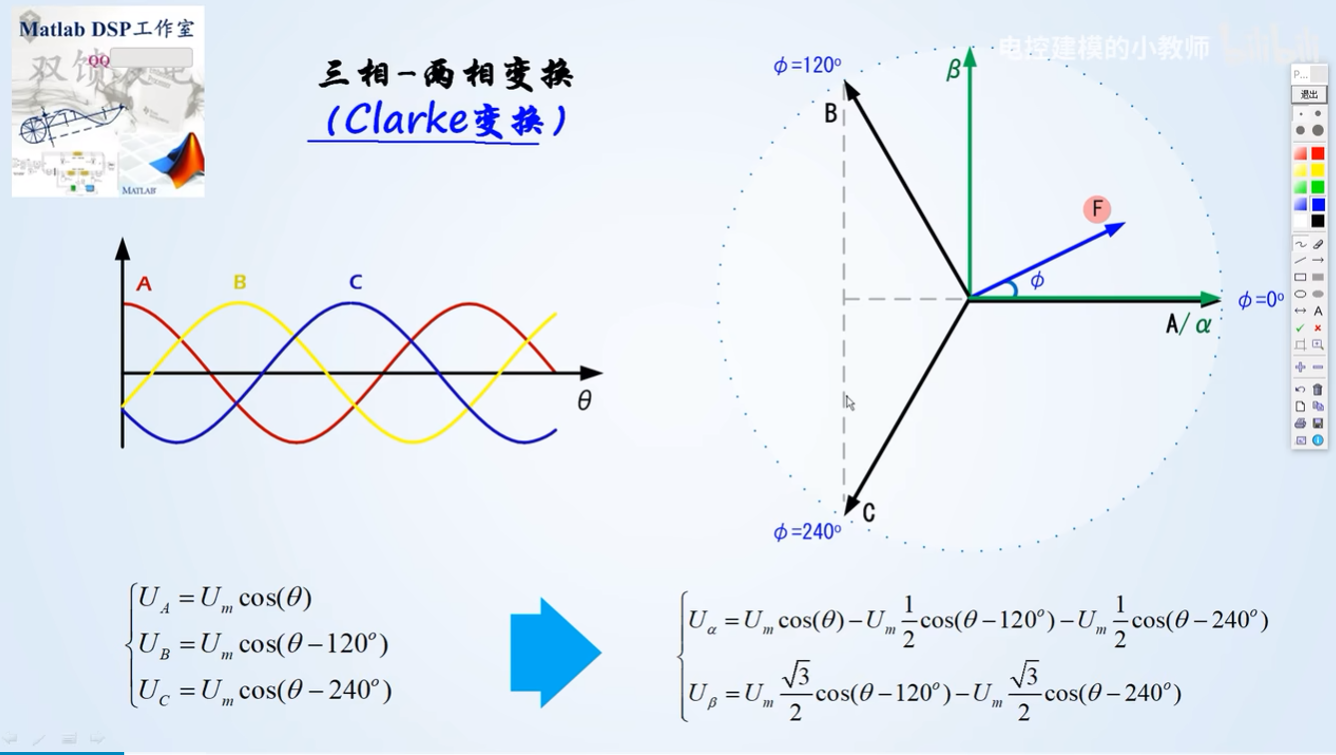 Matlab DSP工作室
QQ
双馈
MATLAB
三相-两相变换
(Clarke变换)
电控建模的小教师 bilibili
P...
退出
A
A B C
θ
ϕ=120°
B
β
F
ϕ
ϕ=0°
A/α
ϕ=240°
C
U_A = U_m cos(θ)
U_B = U_m cos(θ−120°)
U_C = U_m cos(θ−240°)
U_α = U_m cos(θ) − U_m 1/2 cos(θ−120°) − U_m 1/2 cos(θ−240°)
U_β = U_m √3/2 cos(θ−120°) − U_m √3/2 cos(θ−240°)